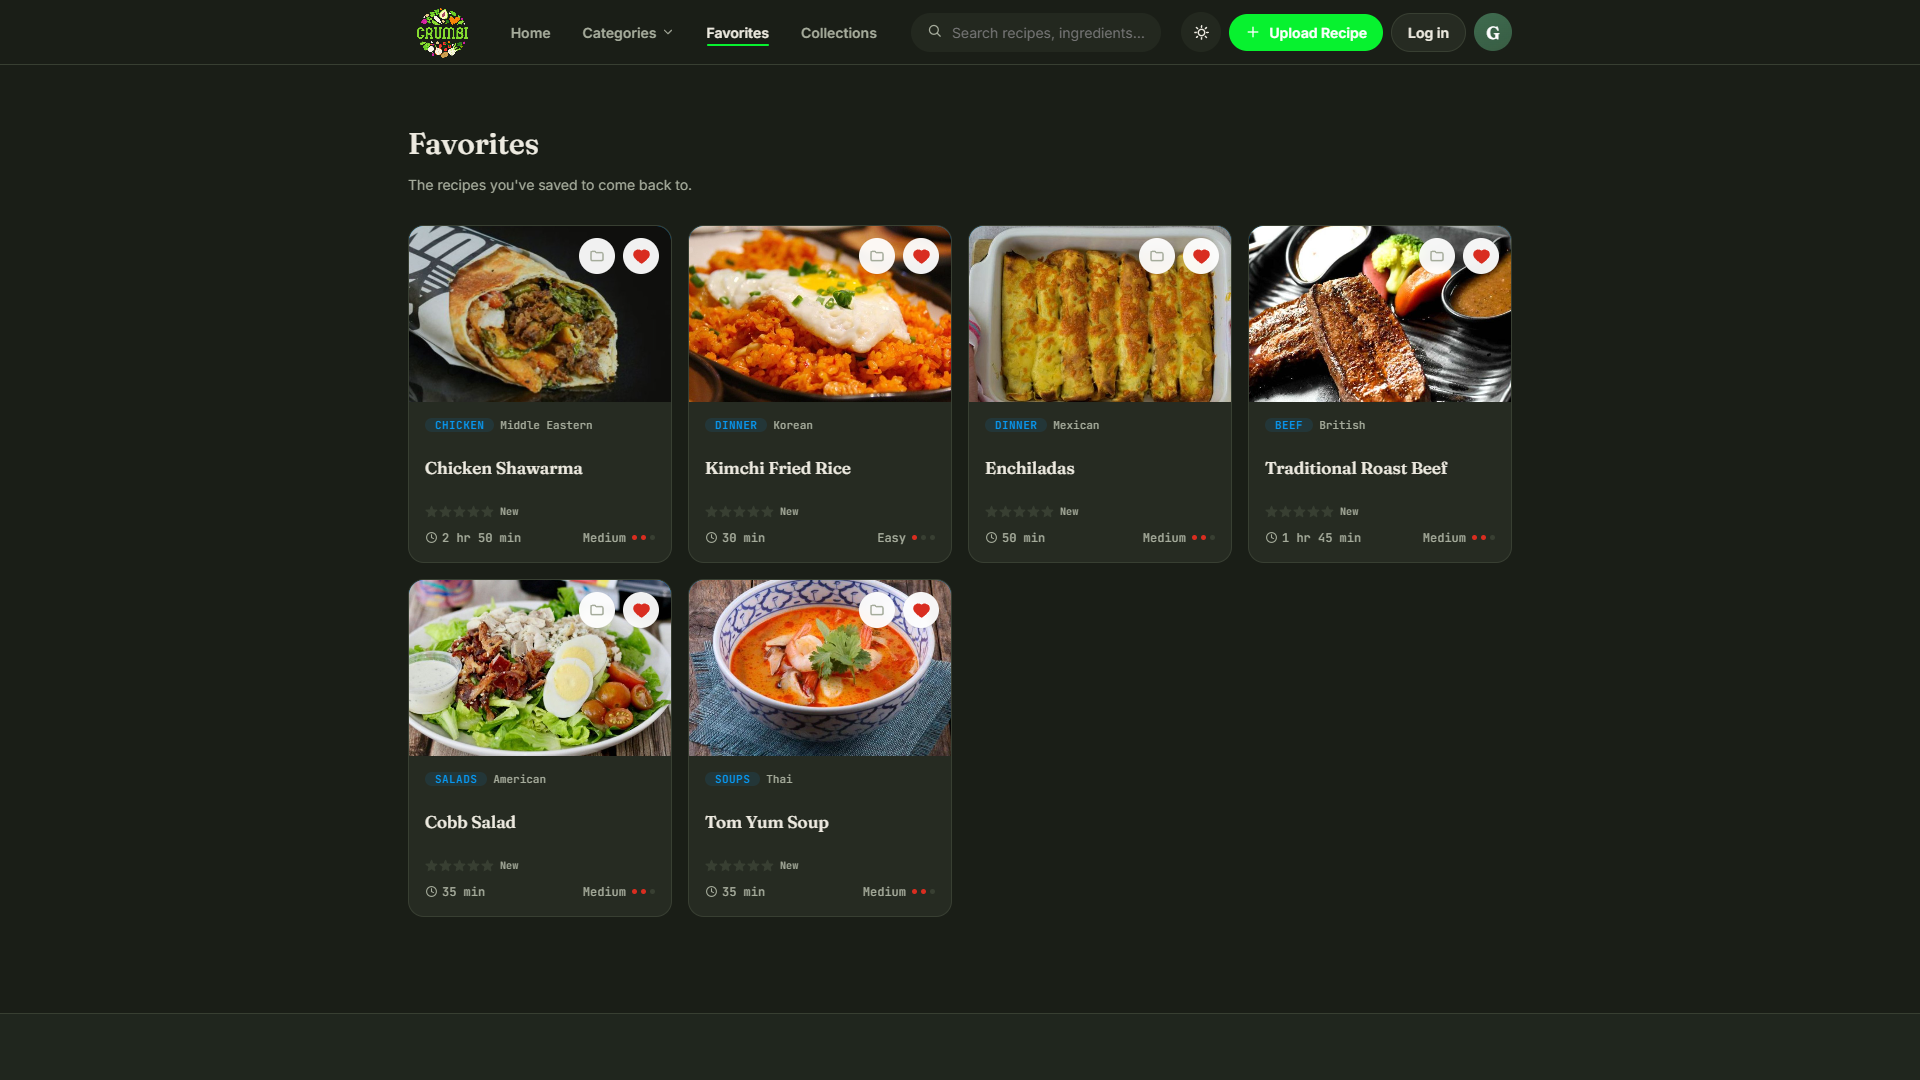 CRUMBI
Home
Categories
Favorites
Collections
Search recipes, ingredients...
+ Upload Recipe
Log in
G
Favorites
The recipes you've saved to come back to.
CHICKEN Middle Eastern
Chicken Shawarma
New
2 hr 50 min Medium
DINNER Korean
Kimchi Fried Rice
New
30 min Easy
DINNER Mexican
Enchiladas
New
50 min Medium
BEEF British
Traditional Roast Beef
New
1 hr 45 min Medium
SALADS American
Cobb Salad
New
35 min Medium
SOUPS Thai
Tom Yum Soup
New
35 min Medium